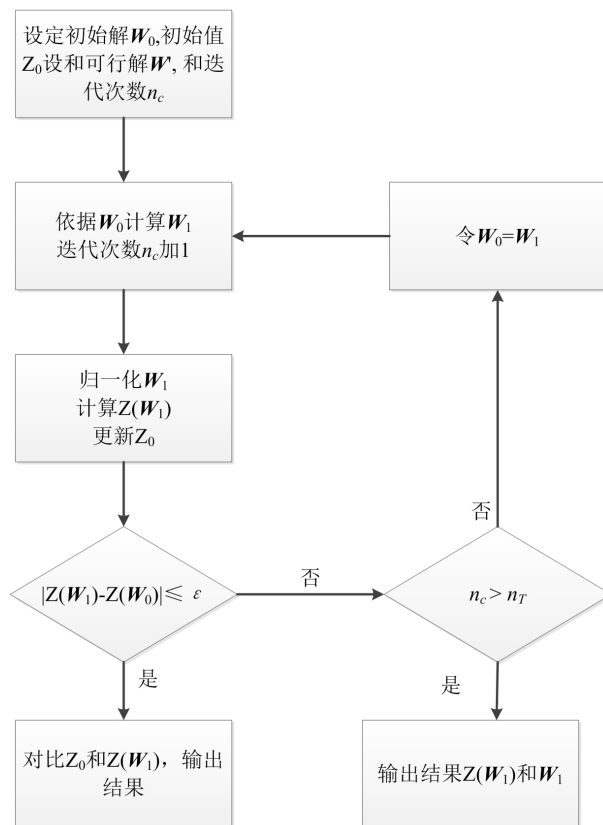 设定初始解W₀,初始值
Z₀设和可行解W', 和迭
代次数n_c
依据W₀计算W₁
迭代次数n_c加1
令W₀=W₁
归一化W₁
计算Z(W₁)
更新Z₀
否
|Z(W₁)-Z(W₀)|≤ ε
否
n_c > n_T
是
是
对比Z₀和Z(W₁)，输出
结果
输出结果Z(W₁)和W₁